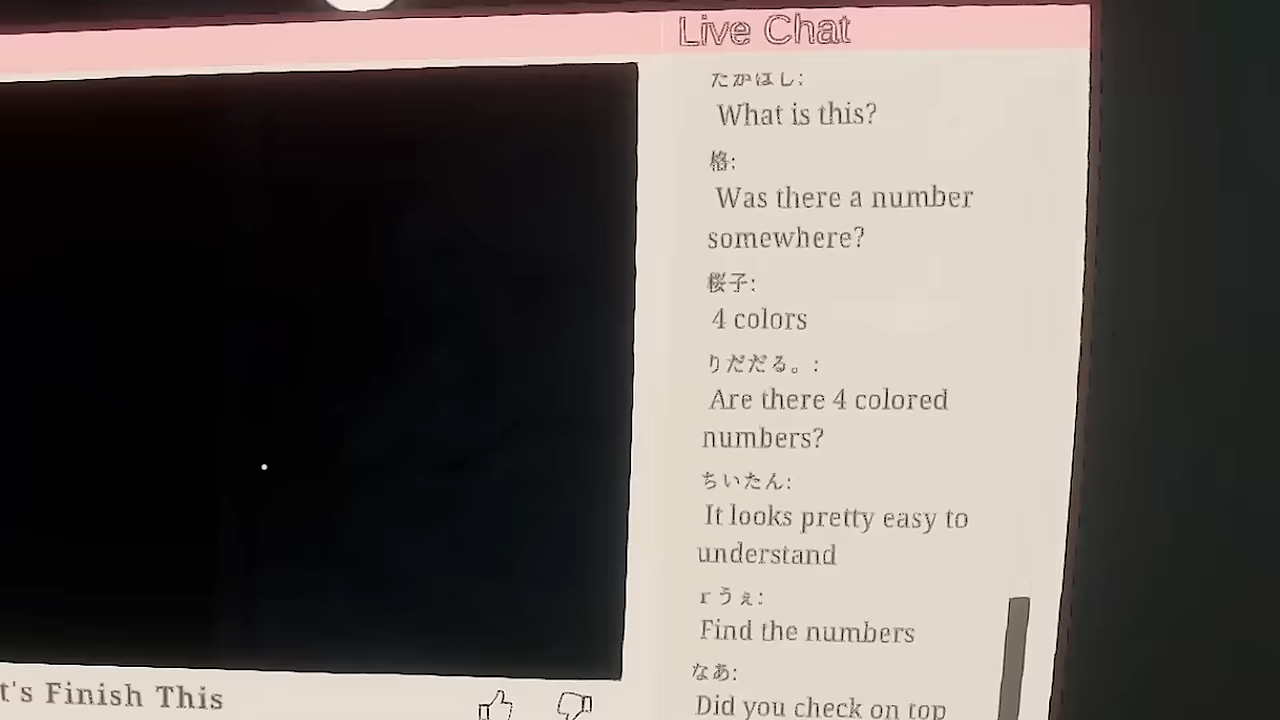 Live Chat
たかほし:
What is this?
格:
Was there a number
somewhere?
桜子:
4 colors
りだだる。:
Are there 4 colored
numbers?
ちいたん:
It looks pretty easy to
understand
rうぇ:
Find the numbers
なあ:
Did you check on top
t's Finish This